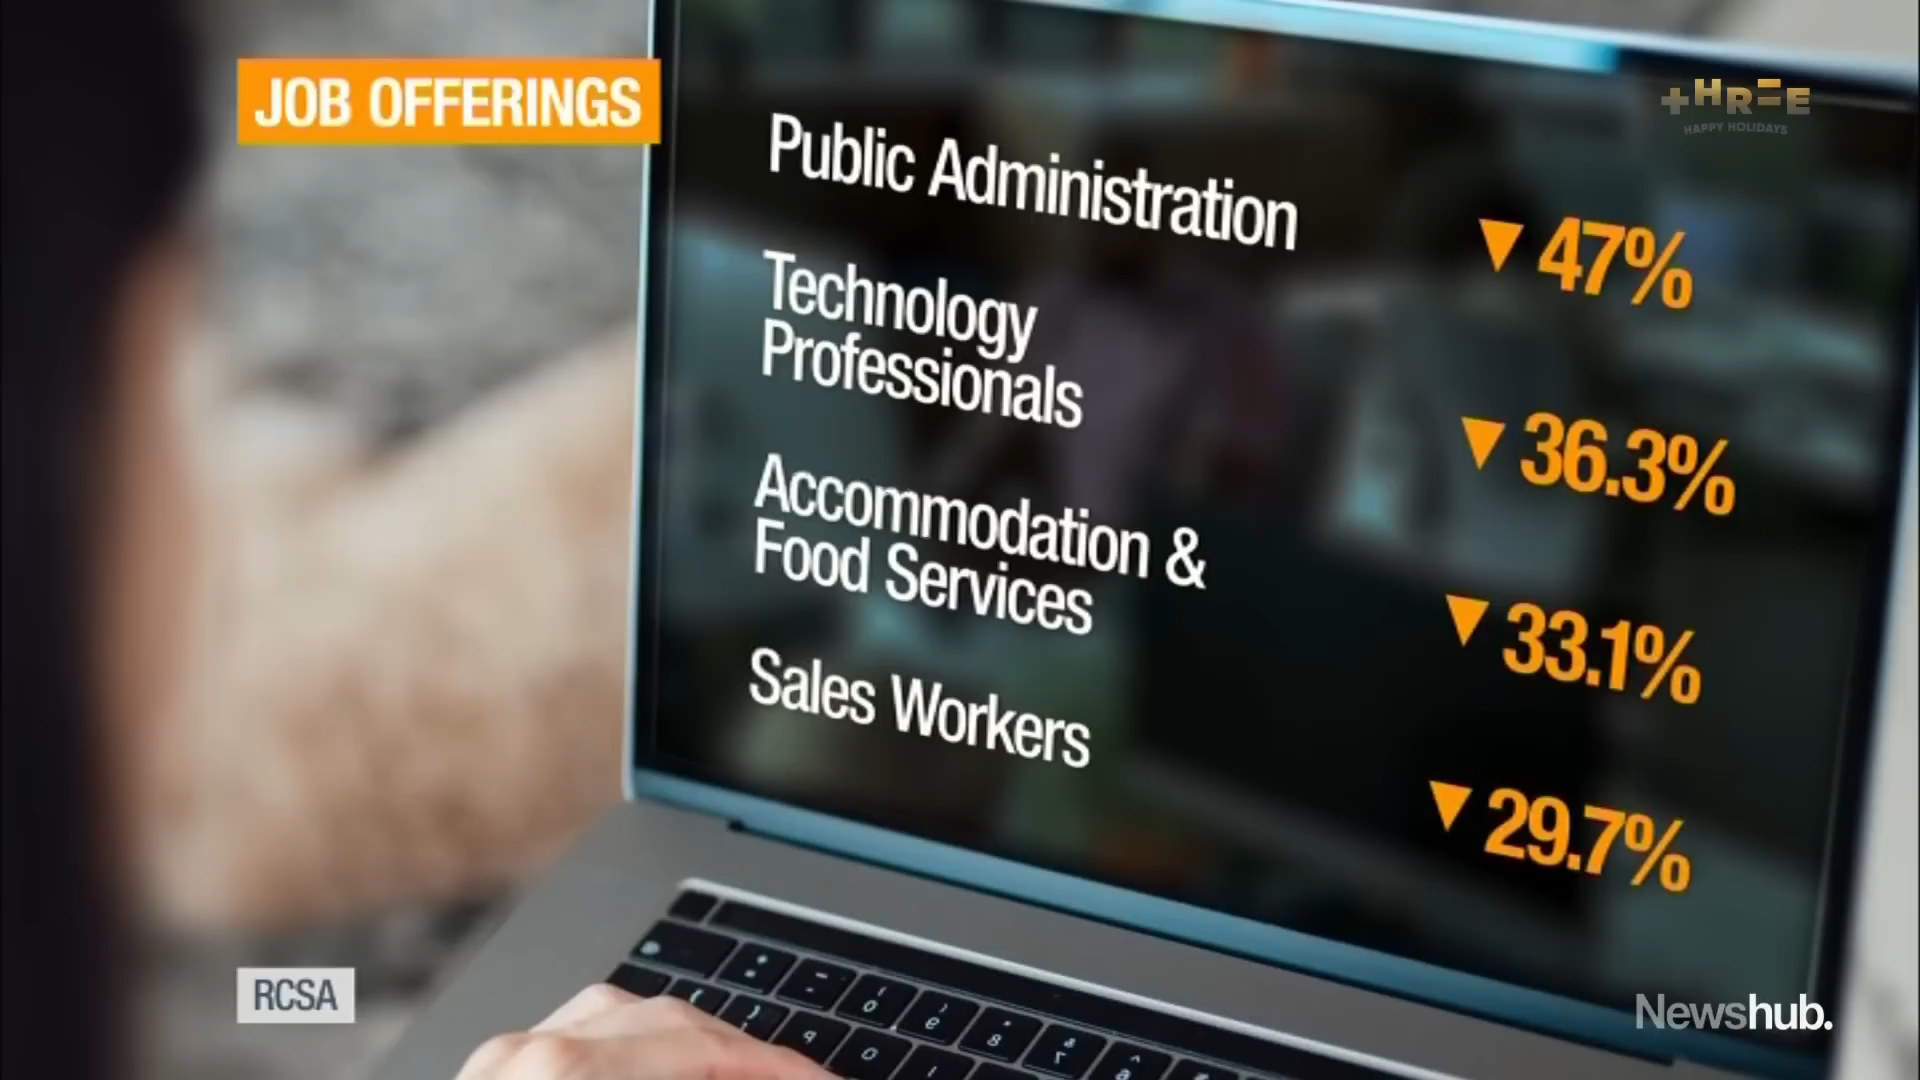 JOB OFFERINGS
THREE
HAPPY HOLIDAYS
Public Administration
▼47%
Technology
Professionals
▼36.3%
Accommodation &
Food Services
▼33.1%
Sales Workers
▼29.7%
RCSA
Newshub.